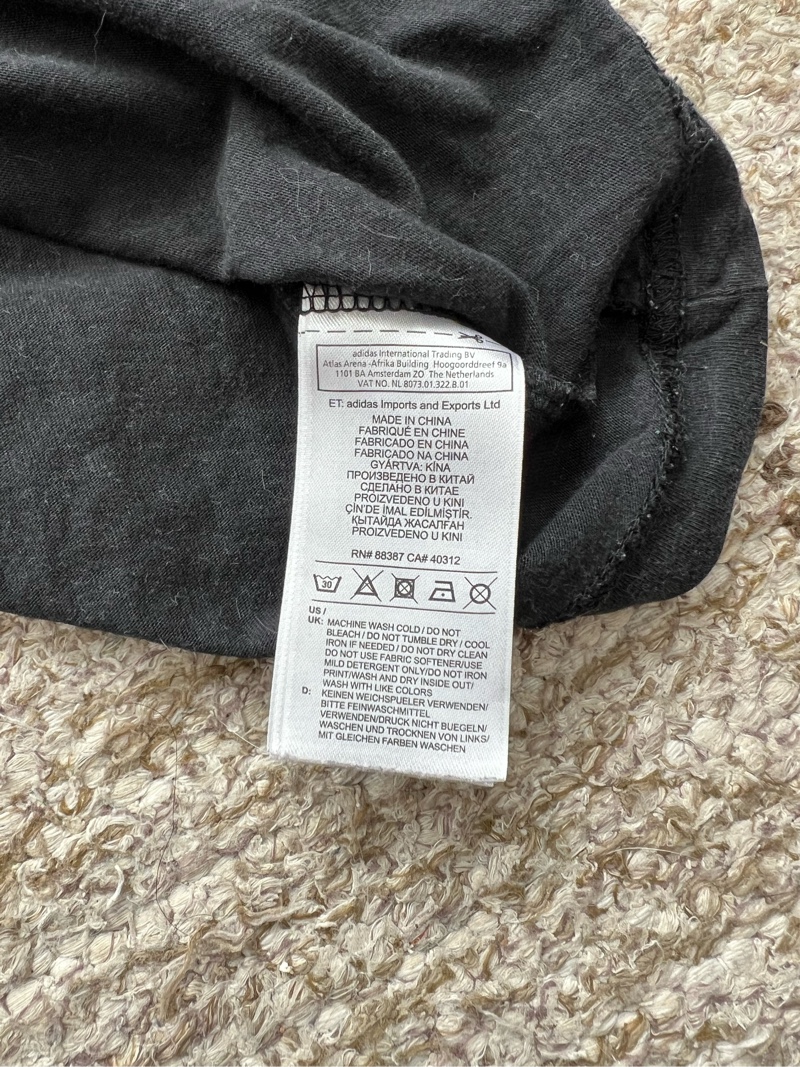 adidas International Trading BV
Atlas Arena -Afrika Building Hoogoorddreef 9a
1101 BA Amsterdam ZO The Netherlands
VAT NO. NL 8073.01.322.B.01
ET: adidas Imports and Exports Ltd
MADE IN CHINA
FABRIQUÉ EN CHINE
FABRICADO EN CHINA
FABRICADO NA CHINA
GYÁRTVA: KÍNA
ПРОИЗВЕДЕНО В КИТАЙ
СДЕЛАНО В КИТАЕ
PROIZVEDENO U KINI
ÇİN'DE İMAL EDİLMİŞTİR.
ҚЫТАЙДА ЖАСАЛҒАН
PROIZVEDENO U KINI
RN# 88387 CA# 40312
30
US /
UK: MACHINE WASH COLD / DO NOT
BLEACH / DO NOT TUMBLE DRY / COOL
IRON IF NEEDED / DO NOT DRY CLEAN
DO NOT USE FABRIC SOFTENER/USE
MILD DETERGENT ONLY/DO NOT IRON
PRINT/WASH AND DRY INSIDE OUT/
WASH WITH LIKE COLORS
D: KEINEN WEICHSPUELER VERWENDEN/
BITTE FEINWASCHMITTEL
VERWENDEN/DRUCK NICHT BUEGELN/
WASCHEN UND TROCKNEN VON LINKS/
MIT GLEICHEN FARBEN WASCHEN